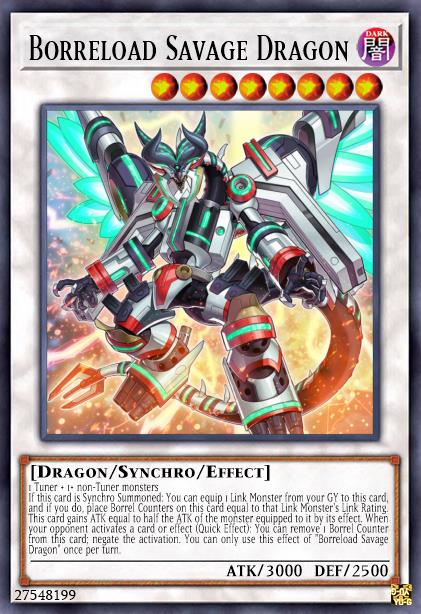 Borreload Savage Dragon
DARK
闇
[Dragon/Synchro/Effect]
1 Tuner + 1+ non-Tuner monsters
If this card is Synchro Summoned: You can equip 1 Link Monster from your GY to this card,
and if you do, place Borrel Counters on this card equal to that Link Monster's Link Rating.
This card gains ATK equal to half the ATK of the monster equipped to it by its effect. When
your opponent activates a card or effect (Quick Effect): You can remove 1 Borrel Counter
from this card; negate the activation. You can only use this effect of "Borreload Savage
Dragon" once per turn.
ATK/3000 DEF/2500
27548199